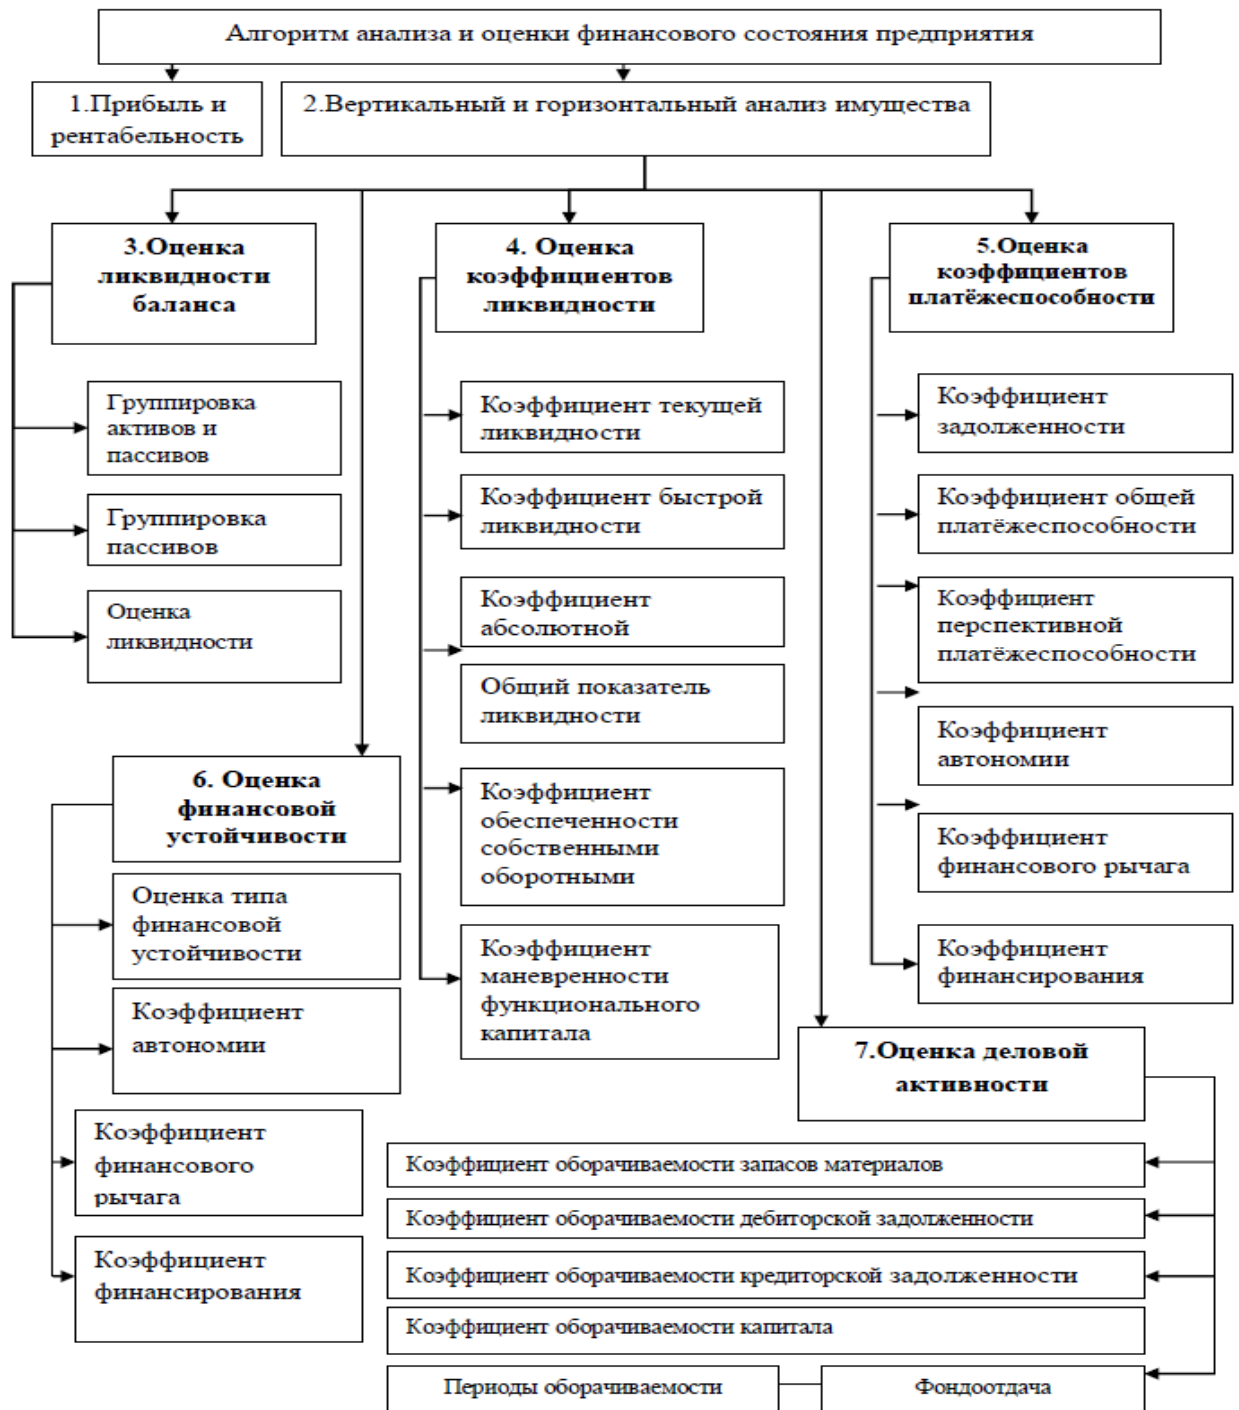 Алгоритм анализа и оценки финансового состояния предприятия
1.Прибыль и
рентабельность
2.Вертикальный и горизонтальный анализ имущества
3.Оценка
ликвидности
баланса
Группировка
активов и
пассивов
Группировка
пассивов
Оценка
ликвидности
4. Оценка
коэффициентов
ликвидности
Коэффициент текущей
ликвидности
Коэффициент быстрой
ликвидности
Коэффициент
абсолютной
Общий показатель
ликвидности
Коэффициент
обеспеченности
собственными
оборотными
Коэффициент
маневренности
функционального
капитала
5.Оценка
коэффициентов
платёжеспособности
Коэффициент
задолженности
Коэффициент общей
платёжеспособности
Коэффициент
перспективной
платёжеспособности
Коэффициент
автономии
Коэффициент
финансового рычага
Коэффициент
финансирования
6. Оценка
финансовой
устойчивости
Оценка типа
финансовой
устойчивости
Коэффициент
автономии
Коэффициент
финансового
рычага
Коэффициент
финансирования
7.Оценка деловой
активности
Коэффициент оборачиваемости запасов материалов
Коэффициент оборачиваемости дебиторской задолженности
Коэффициент оборачиваемости кредиторской задолженности
Коэффициент оборачиваемости капитала
Периоды оборачиваемости
Фондоотдача